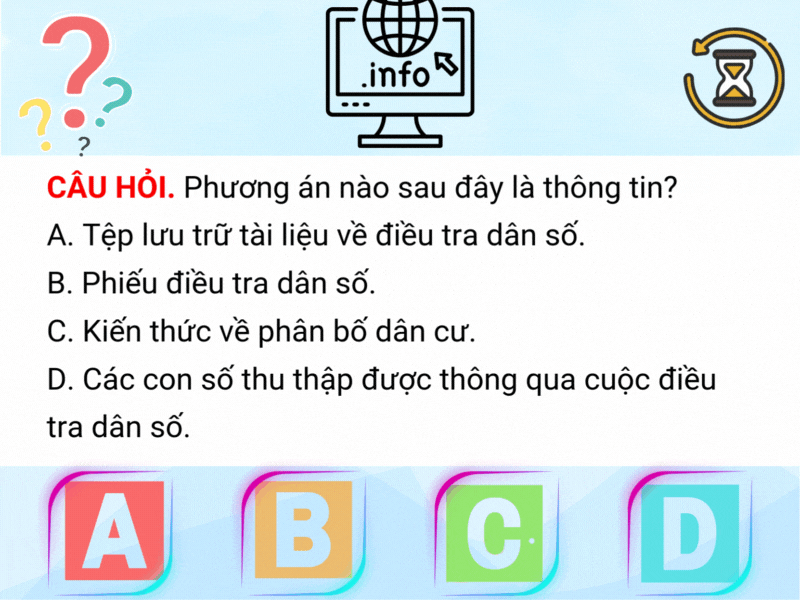 .info
CÂU HỎI. Phương án nào sau đây là thông tin?
A. Tệp lưu trữ tài liệu về điều tra dân số.
B. Phiếu điều tra dân số.
C. Kiến thức về phân bố dân cư.
D. Các con số thu thập được thông qua cuộc điều
tra dân số.
A B C D